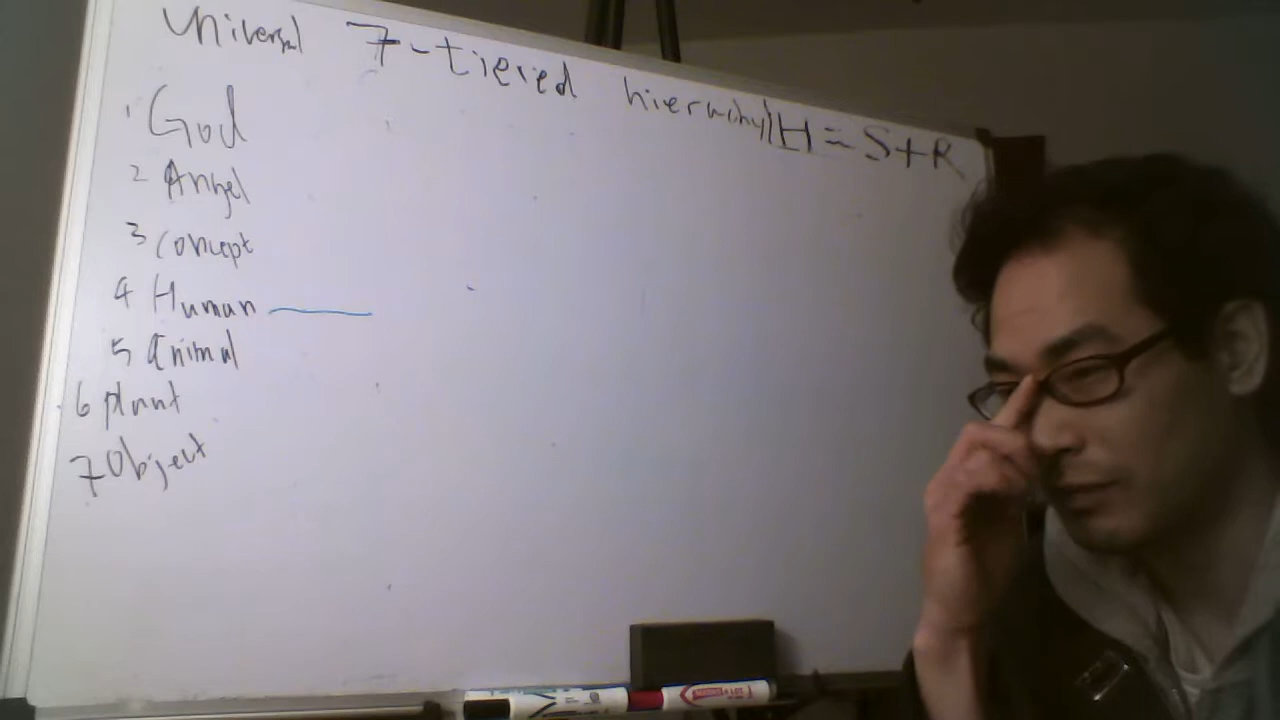 Universal 7-tiered hierarchy H = S+R
1 God
2 Angel
3 Concept
4 Human
5 Animal
6 plant
7 Object